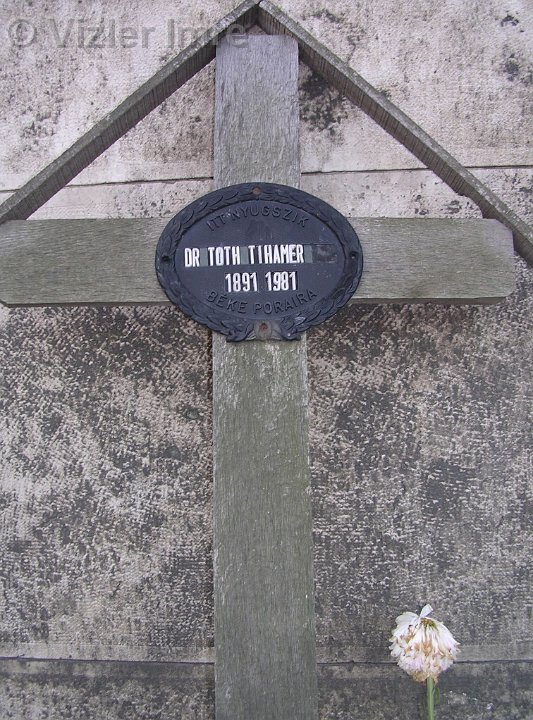 © Vizler Imre
ITT NYUGSZIK
DR TOTH TIHAMER
1891 1981
BÉKE PORAIRA